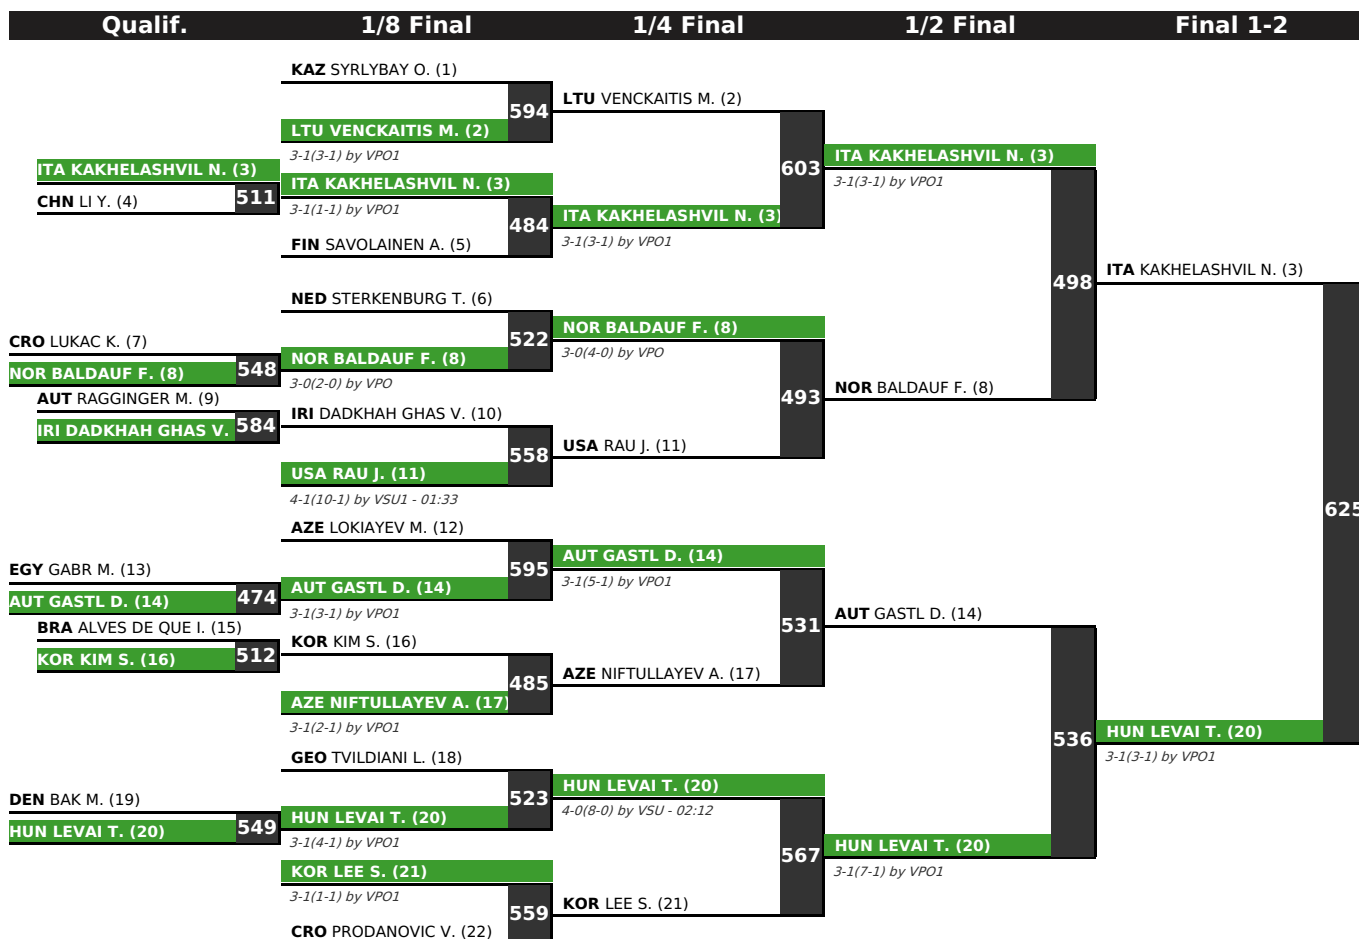 Qualif.
1/8 Final
1/4 Final
1/2 Final
Final 1-2
ITA KAKHELASHVIL N. (3)
CHN LI Y. (4)
511
CRO LUKAC K. (7)
NOR BALDAUF F. (8)
548
AUT RAGGINGER M. (9)
IRI DADKHAH GHAS V.
584
EGY GABR M. (13)
AUT GASTL D. (14)
474
BRA ALVES DE QUE I. (15)
KOR KIM S. (16)
512
DEN BAK M. (19)
HUN LEVAI T. (20)
549
KAZ SYRLYBAY O. (1)
594
LTU VENCKAITIS M. (2)
3-1(3-1) by VPO1
ITA KAKHELASHVIL N. (3)
3-1(1-1) by VPO1
484
FIN SAVOLAINEN A. (5)
NED STERKENBURG T. (6)
522
NOR BALDAUF F. (8)
3-0(2-0) by VPO
IRI DADKHAH GHAS V. (10)
558
USA RAU J. (11)
4-1(10-1) by VSU1 - 01:33
AZE LOKIAYEV M. (12)
595
AUT GASTL D. (14)
3-1(3-1) by VPO1
KOR KIM S. (16)
485
AZE NIFTULLAYEV A. (17)
3-1(2-1) by VPO1
GEO TVILDIANI L. (18)
523
HUN LEVAI T. (20)
3-1(4-1) by VPO1
KOR LEE S. (21)
3-1(1-1) by VPO1
559
CRO PRODANOVIC V. (22)
LTU VENCKAITIS M. (2)
603
ITA KAKHELASHVIL N. (3)
3-1(3-1) by VPO1
NOR BALDAUF F. (8)
3-0(4-0) by VPO
493
USA RAU J. (11)
AUT GASTL D. (14)
3-1(5-1) by VPO1
531
AZE NIFTULLAYEV A. (17)
HUN LEVAI T. (20)
4-0(8-0) by VSU - 02:12
567
KOR LEE S. (21)
ITA KAKHELASHVIL N. (3)
3-1(3-1) by VPO1
498
NOR BALDAUF F. (8)
AUT GASTL D. (14)
536
HUN LEVAI T. (20)
3-1(7-1) by VPO1
ITA KAKHELASHVIL N. (3)
625
HUN LEVAI T. (20)
3-1(3-1) by VPO1